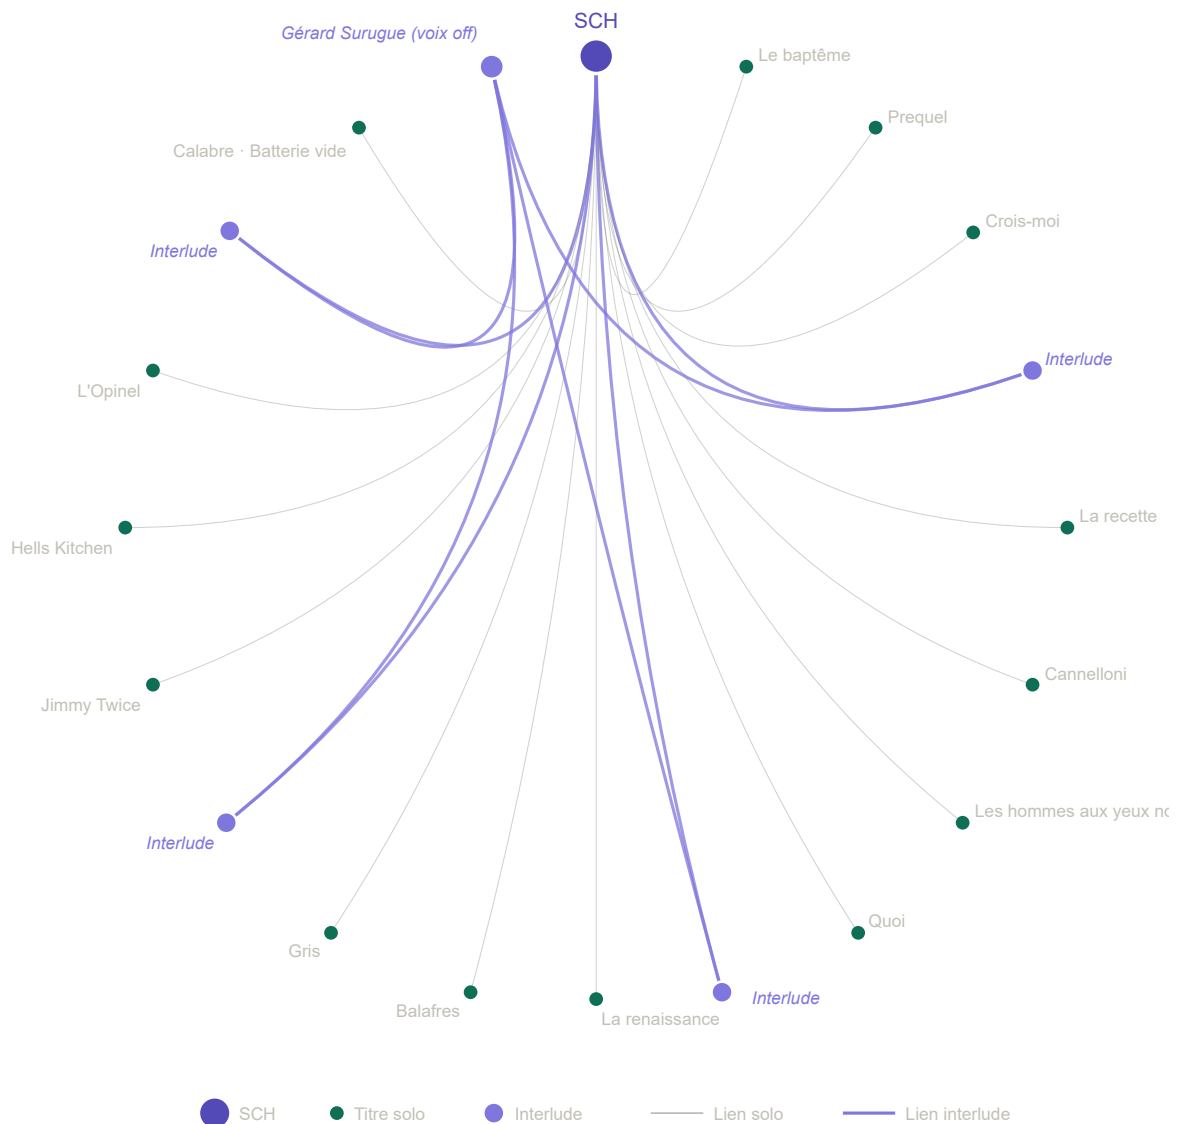 SCH
Gérard Surugue (voix off)
Le baptême
Prequel
Calabre · Batterie vide
Crois-moi
Interlude
Interlude
L'Opinel
La recette
Hells Kitchen
Cannelloni
Jimmy Twice
Les hommes aux yeux
Interlude
Quoi
Gris
Interlude
Balafres
La renaissance
SCH
Titre solo
Interlude
Lien solo
Lien interlude